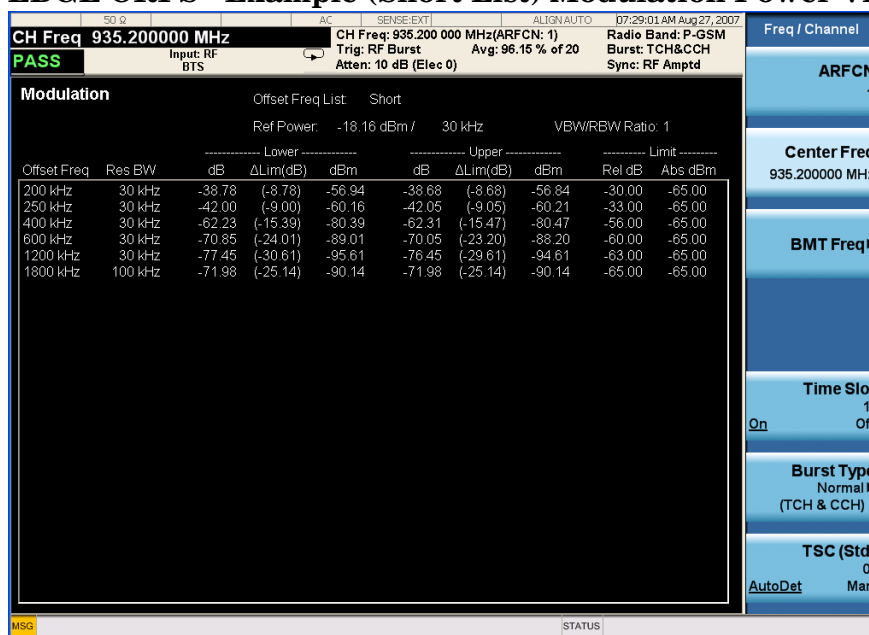 EDGE ORFS - Example (Short List) Modulation Power
50 Ω AC SENSE:EXT ALIGN AUTO 07:29:01 AM Aug 27, 2007
CH Freq 935.200000 MHz
CH Freq: 935.200 000 MHz(ARFCN: 1) Radio Band: P-GSM
Trig: RF Burst Avg: 96.15 % of 20 Burst: TCH&CCH
Atten: 10 dB (Elec 0) Sync: RF Amptd
PASS
Input: RF
BTS
Modulation
Offset Freq List: Short
Ref Power: -18.16 dBm / 30 kHz VBW/RBW Ratio: 1
------------- Lower ------------- ------------- Upper ------------- ---------- Limit ---------
Offset Freq Res BW dB ΔLim(dB) dBm dB ΔLim(dB) dBm Rel dB Abs dBm
200 kHz 30 kHz -38.78 (-8.78) -56.94 -38.68 (-8.68) -56.84 -30.00 -65.00
250 kHz 30 kHz -42.00 (-9.00) -60.16 -42.05 (-9.05) -60.21 -33.00 -65.00
400 kHz 30 kHz -62.23 (-15.39) -80.39 -62.31 (-15.47) -80.47 -56.00 -65.00
600 kHz 30 kHz -70.85 (-24.01) -89.01 -70.05 (-23.20) -88.20 -60.00 -65.00
1200 kHz 30 kHz -77.45 (-30.61) -95.61 -76.45 (-29.61) -94.61 -63.00 -65.00
1800 kHz 100 kHz -71.98 (-25.14) -90.14 -71.98 (-25.14) -90.14 -65.00 -65.00
Freq / Channel
ARFCN
Center Freq
935.200000 MH
BMT Freq
Time Slo
1
On Of
Burst Type
Normal
(TCH & CCH)
TSC (Std
0
AutoDet Man
MSG STATUS